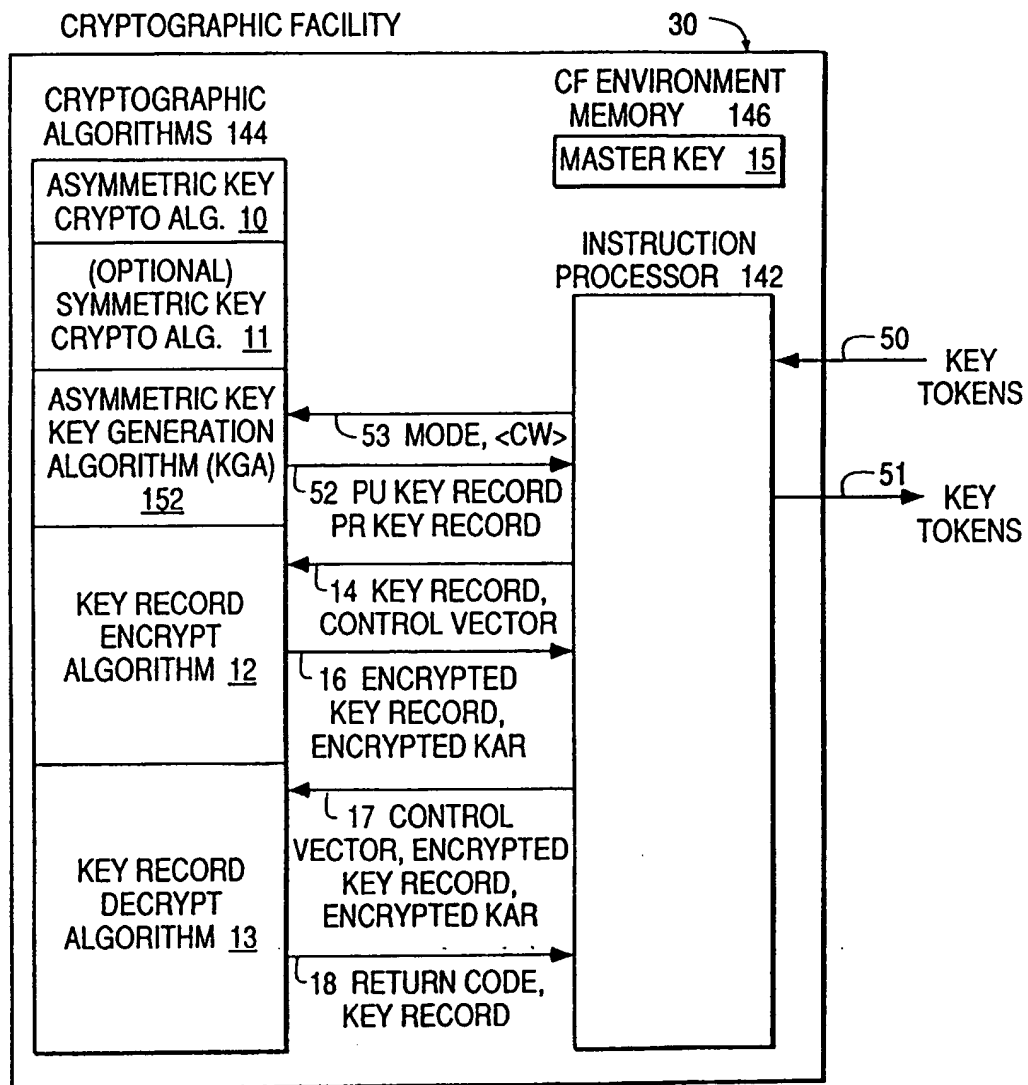 CRYPTOGRAPHIC FACILITY
30
CRYPTOGRAPHIC
ALGORITHMS 144
ASYMMETRIC KEY
CRYPTO ALG. 10
(OPTIONAL)
SYMMETRIC KEY
CRYPTO ALG. 11
ASYMMETRIC KEY
KEY GENERATION
ALGORITHM (KGA)
152
KEY RECORD
ENCRYPT
ALGORITHM 12
KEY RECORD
DECRYPT
ALGORITHM 13
CF ENVIRONMENT
MEMORY 146
MASTER KEY 15
INSTRUCTION
PROCESSOR 142
53 MODE, <CW>
52 PU KEY RECORD
PR KEY RECORD
14 KEY RECORD,
CONTROL VECTOR
16 ENCRYPTED
KEY RECORD,
ENCRYPTED KAR
17 CONTROL
VECTOR, ENCRYPTED
KEY RECORD,
ENCRYPTED KAR
18 RETURN CODE,
KEY RECORD
50
KEY
TOKENS
51
KEY
TOKENS